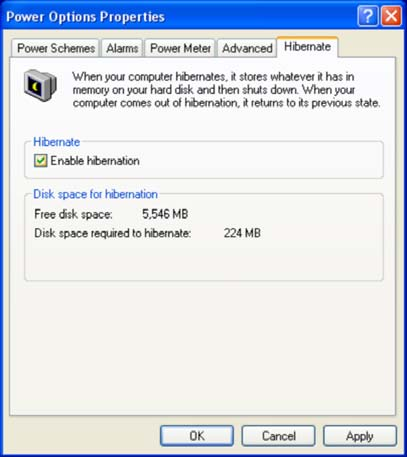 Power Options Properties
Power Schemes Alarms Power Meter Advanced Hibernate
When your computer hibernates, it stores whatever it has in
memory on your hard disk and then shuts down. When your
computer comes out of hibernation, it returns to its previous state.
Hibernate
Enable hibernation
Disk space for hibernation
Free disk space: 5,546 MB
Disk space required to hibernate: 224 MB
OK Cancel Apply